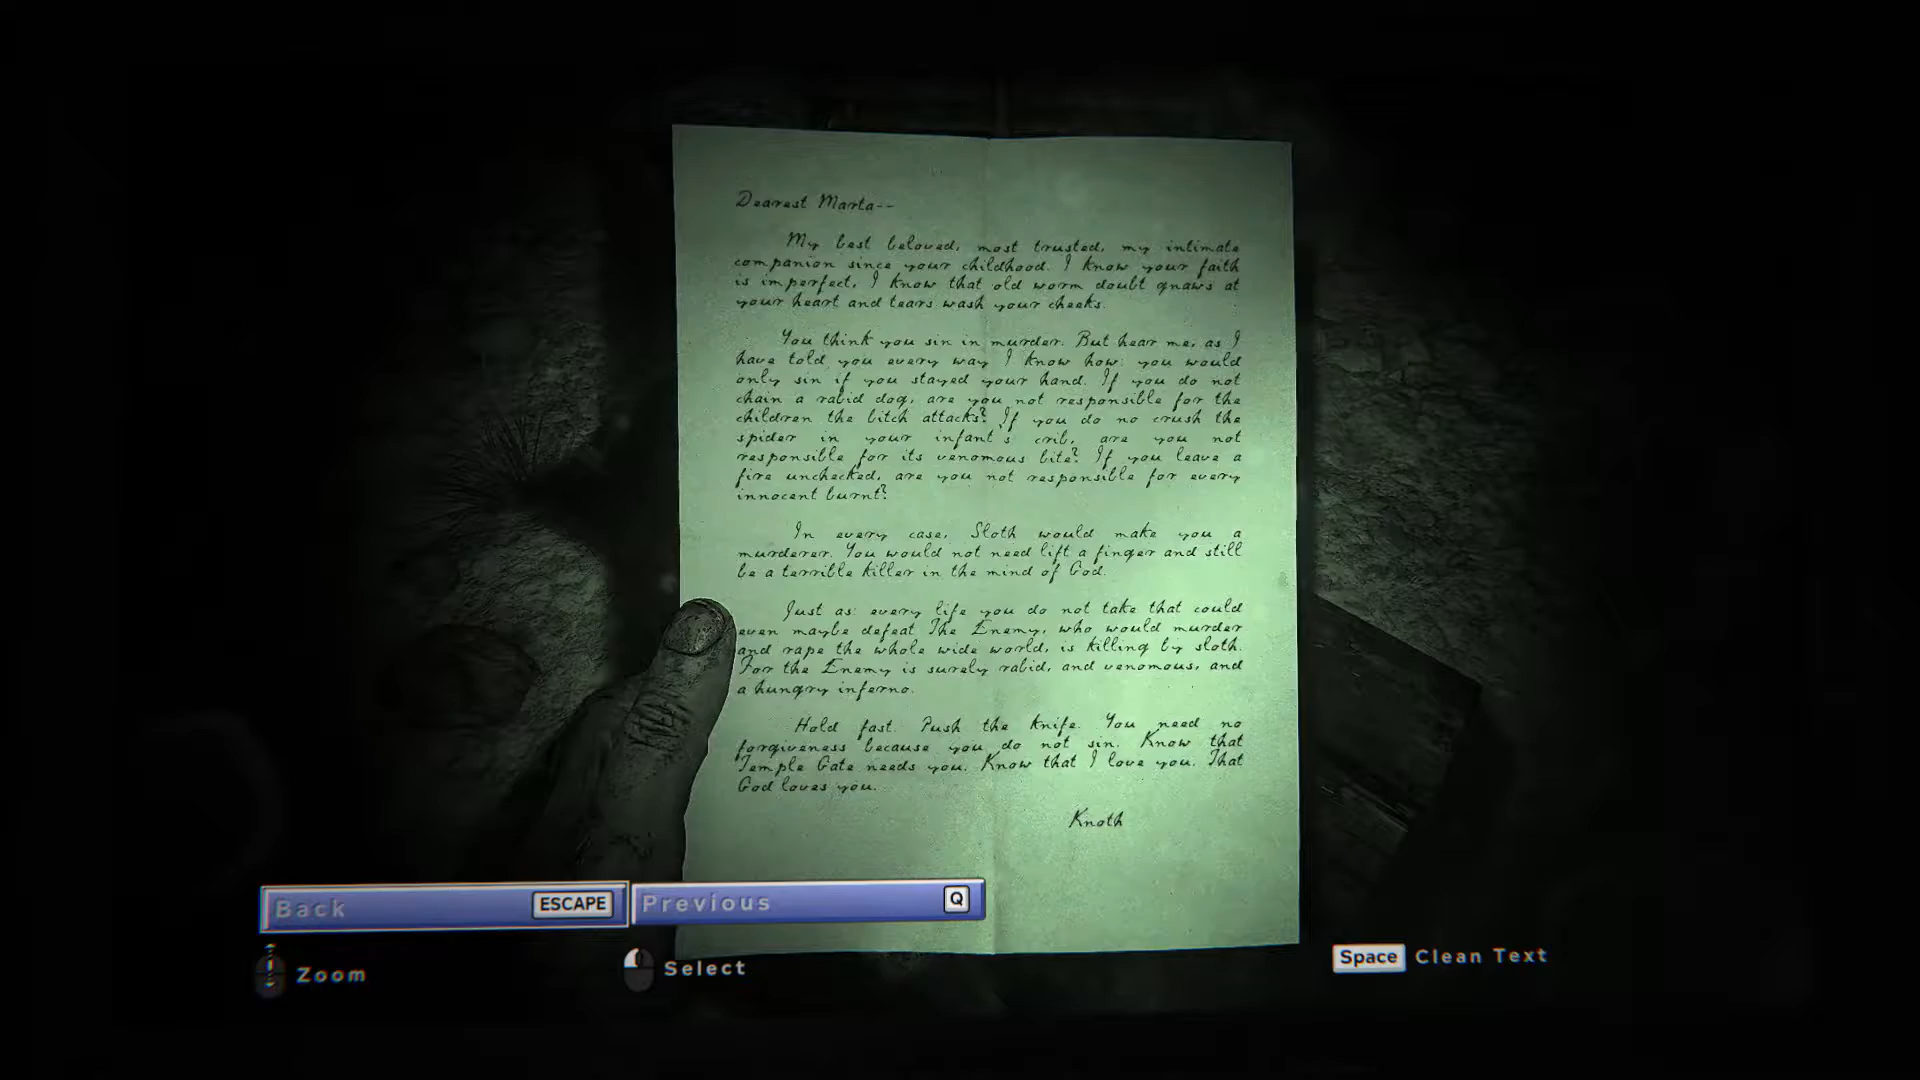 Dearest Marta--
My best beloved, most trusted, my intimate
companion since your childhood. I know your faith
is imperfect, I know that old worm doubt gnaws at
your heart and tears wash your cheeks.
You think you sin in murder. But hear me, as I
have told you every way I know how: you would
only sin if you stayed your hand. If you do not
chain a rabid dog, are you not responsible for the
children the bitch attacks? If you do no crush the
spider in your infant's crib, are you not
responsible for its venomous bite? If you leave a
fire unchecked, are you not responsible for every
innocent burnt?
In every case, Sloth would make you a
murderer. You would not need lift a finger and still
be a terrible killer in the mind of God.
Just as: every life you do not take that could
even maybe defeat The Enemy, who would murder
and rape the whole wide world, is killing by sloth.
For the Enemy is surely rabid, and venomous, and
a hungry inferno.
Hold fast. Push the knife. You need no
forgiveness because you do not sin. Know that
Temple Gate needs you. Know that I love you. That
God loves you.
Knoth
Back ESCAPE Previous Q
Zoom Select Space Clean Text